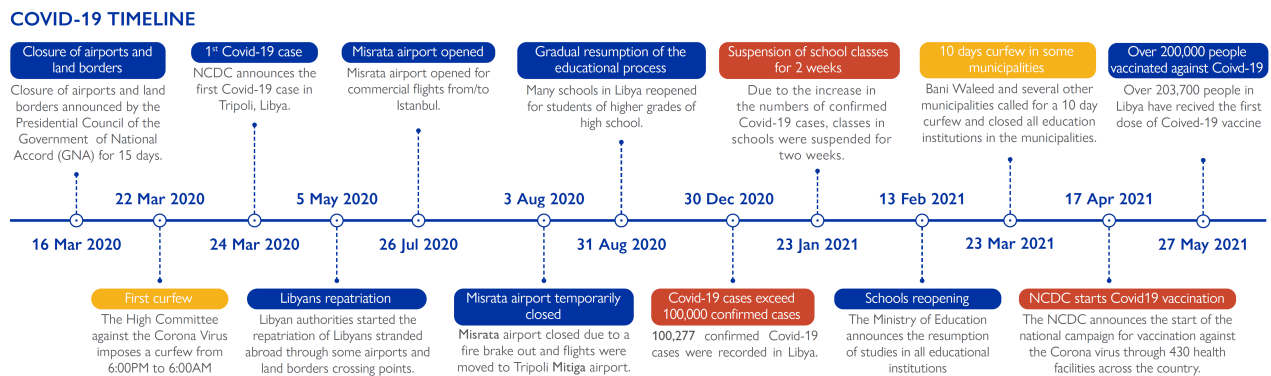 COVID-19 TIMELINE
Closure of airports and
land borders
Closure of airports and land
borders announced by the
Presidential Council of the
Government of National
Accord (GNA) for 15 days.
1st Covid-19 case
NCDC announces the
first Covid-19 case in
Tripoli, Libya.
Misrata airport opened
Misrata airport opened for
commercial flights from/to
Istanbul.
Gradual resumption of the
educational process
Many schools in Libya reopened
for students of higher grades of
high school.
Suspension of school classes
for 2 weeks
Due to the increase
in the numbers of confirmed
Covid-19 cases, classes in
schools were suspended for
two weeks.
10 days curfew in some
municipalities
Bani Waleed and several other
municipalities called for a 10 day
curfew and closed all education
institutions in the municipalities.
Over 200,000 people
vaccinated against Coivd-19
Over 203,700 people in
Libya have recived the first
dose of Coived-19 vaccine
22 Mar 2020
5 May 2020
3 Aug 2020
30 Dec 2020
13 Feb 2021
17 Apr 2021
16 Mar 2020
24 Mar 2020
26 Jul 2020
31 Aug 2020
23 Jan 2021
23 Mar 2021
27 May 2021
First curfew
The High Committee
against the Corona Virus
imposes a curfew from
6:00PM to 6:00AM
Libyans repatriation
Libyan authorities started the
repatriation of Libyans stranded
abroad through some airports and
land borders crossing points.
Misrata airport temporarily
closed
Misrata airport closed due to a
fire brake out and flights were
moved to Tripoli Mitiga airport.
Covid-19 cases exceed
100,000 confirmed cases
100,277 confirmed Covid-19
cases were recorded in Libya.
Schools reopening
The Ministry of Education
announces the resumption
of studies in all educational
institutions
NCDC starts Covid19 vaccination
The NCDC announces the start of the
national campaign for vaccination against
the Corona virus through 430 health
facilities across the country.